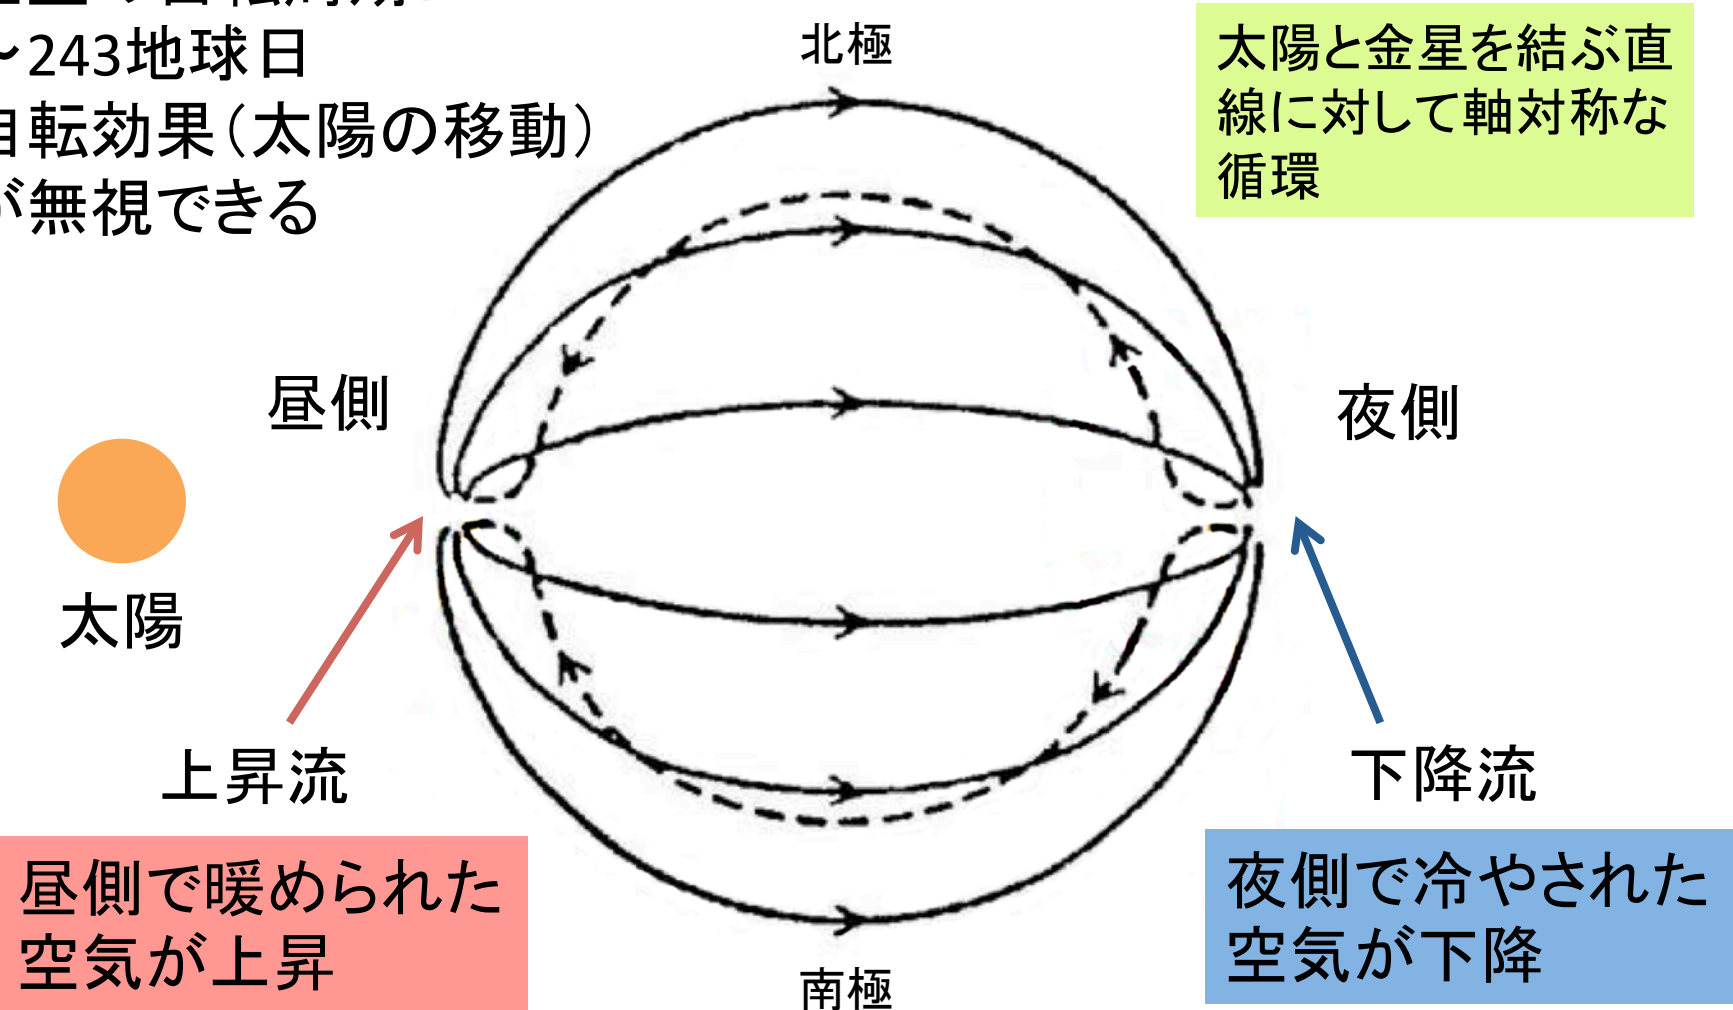 〜243地球日
自転効果(太陽の移動)
が無視できる
北極
太陽と金星を結ぶ直
線に対して軸対称な
循環
昼側
夜側
太陽
上昇流
下降流
昼側で暖められた
空気が上昇
夜側で冷やされた
空気が下降
南極